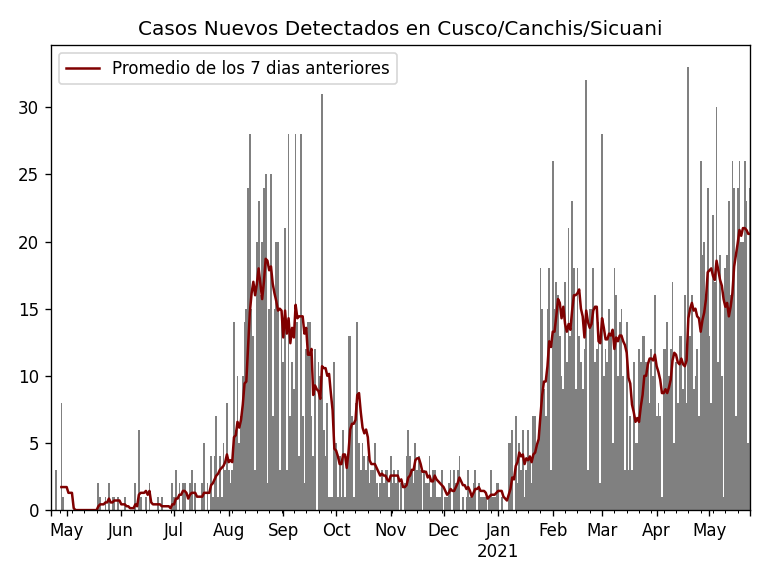 Casos Nuevos Detectados en Cusco/Canchis/Sicuani
Promedio de los 7 dias anteriores
30
25
20
15
10
5
0
May Jun Jul Aug Sep Oct Nov Dec Jan Feb Mar Apr May
2021